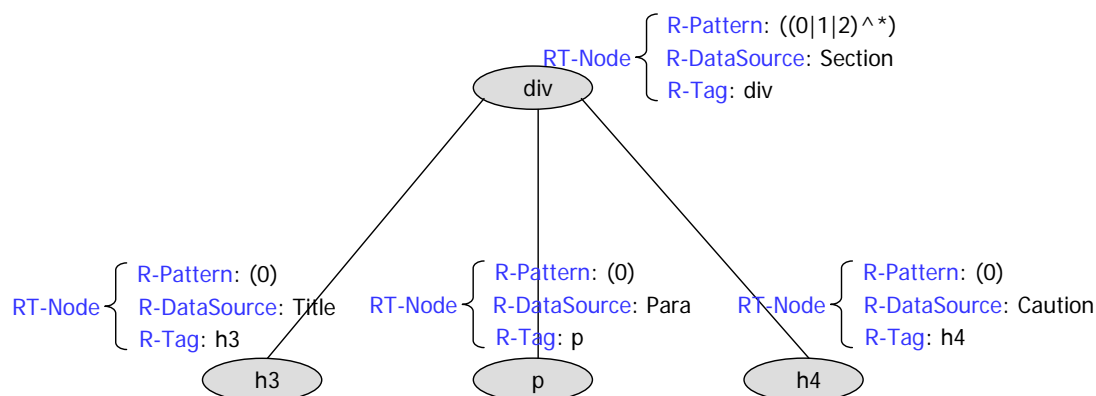 R-Pattern: ((0|1|2)^*)
RT-Node R-DataSource: Section
R-Tag: div
div
R-Pattern: (0)
RT-Node R-DataSource: Title
R-Tag: h3
R-Pattern: (0)
RT-Node R-DataSource: Para
R-Tag: p
R-Pattern: (0)
RT-Node R-DataSource: Caution
R-Tag: h4
h3
p
h4